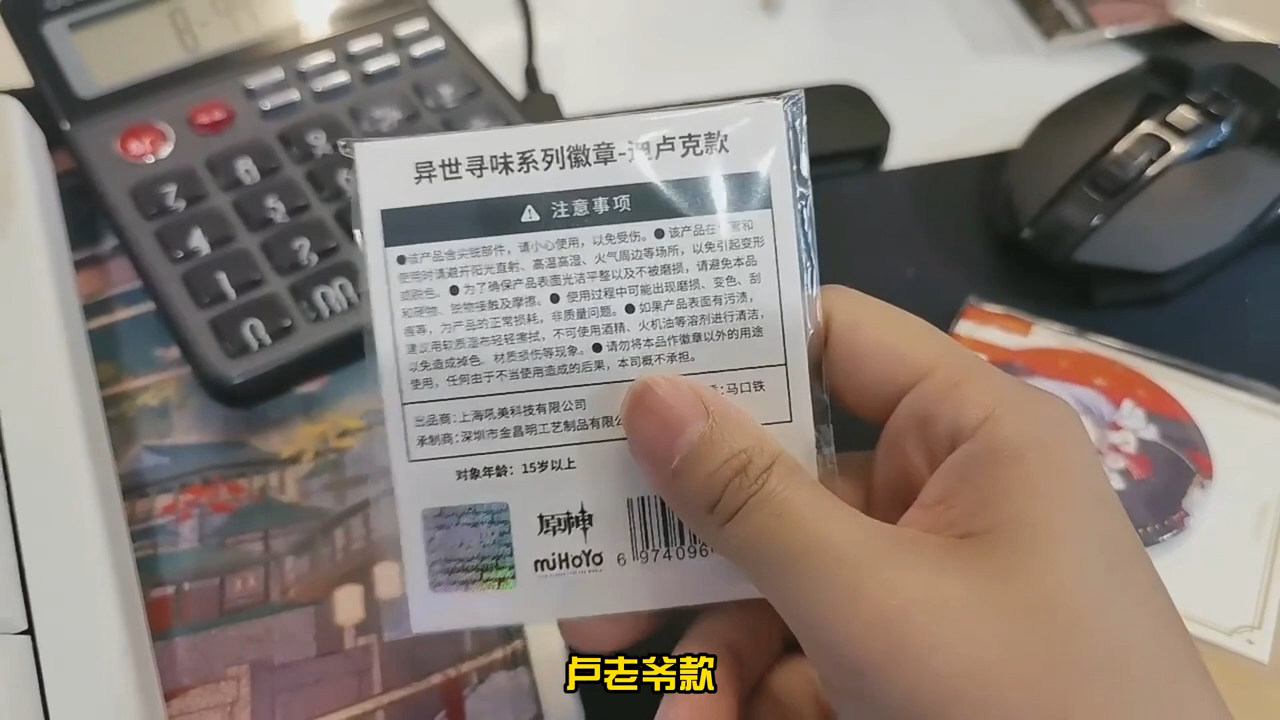 异世寻味系列徽章-迪卢克款
注意事项
●该产品含尖锐部件，请小心使用，以免受伤。●该产品在保管和
使用时请避开阳光直射、高温高湿、火气周边等场所，以免引起变形
或脱色。●为了确保产品表面光洁平整以及不被磨损，请避免本品
和硬物、锐物接触及摩擦。●使用过程中可能出现磨损、变色、刮
痕等，为产品的正常损耗，非质量问题。●如果产品表面有污渍，
建议用软质湿布轻轻擦拭，不可使用酒精、火机油等溶剂进行清洁，
以免造成掉色、材质损伤等现象。●请勿将本品作徽章以外的用途
使用，任何由于不当使用造成的后果，本司概不承担。
出品商：上海吼美科技有限公司
：马口铁
承制商：深圳市金昌明工艺制品有限公
对象年龄：15岁以上
原神
miHoYo
6 974096
卢老爷款